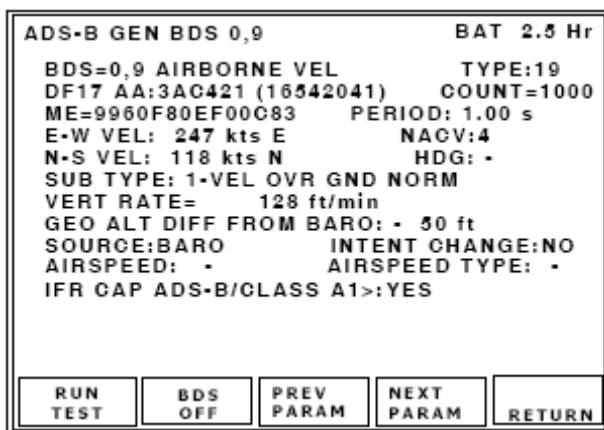 ADS-B GEN BDS 0,9 BAT 2.5 Hr
BDS=0,9 AIRBORNE VEL TYPE:19
DF17 AA:3AC421 (16542041) COUNT=1000
ME=9960F80EF00C83 PERIOD: 1.00 s
E-W VEL: 247 kts E NACV:4
N-S VEL: 118 kts N HDG: -
SUB TYPE: 1-VEL OVR GND NORM
VERT RATE= 128 ft/min
GEO ALT DIFF FROM BARO: - 50 ft
SOURCE:BARO INTENT CHANGE:NO
AIRSPEED: - AIRSPEED TYPE: -
IFR CAP ADS-B/CLASS A1>:YES
RUN TEST
BDS OFF
PREV PARAM
NEXT PARAM
RETURN